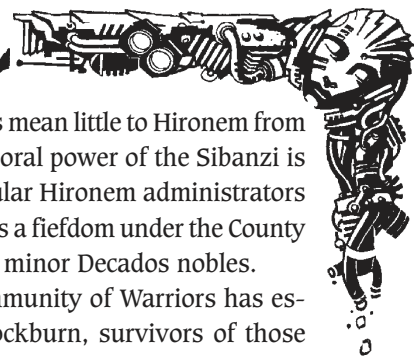 s mean little to Hironem from
oral power of the Sibanzi is
ular Hironem administrators
s a fiefdom under the County
minor Decados nobles.
mmunity of Warriors has es-
ockburn, survivors of those